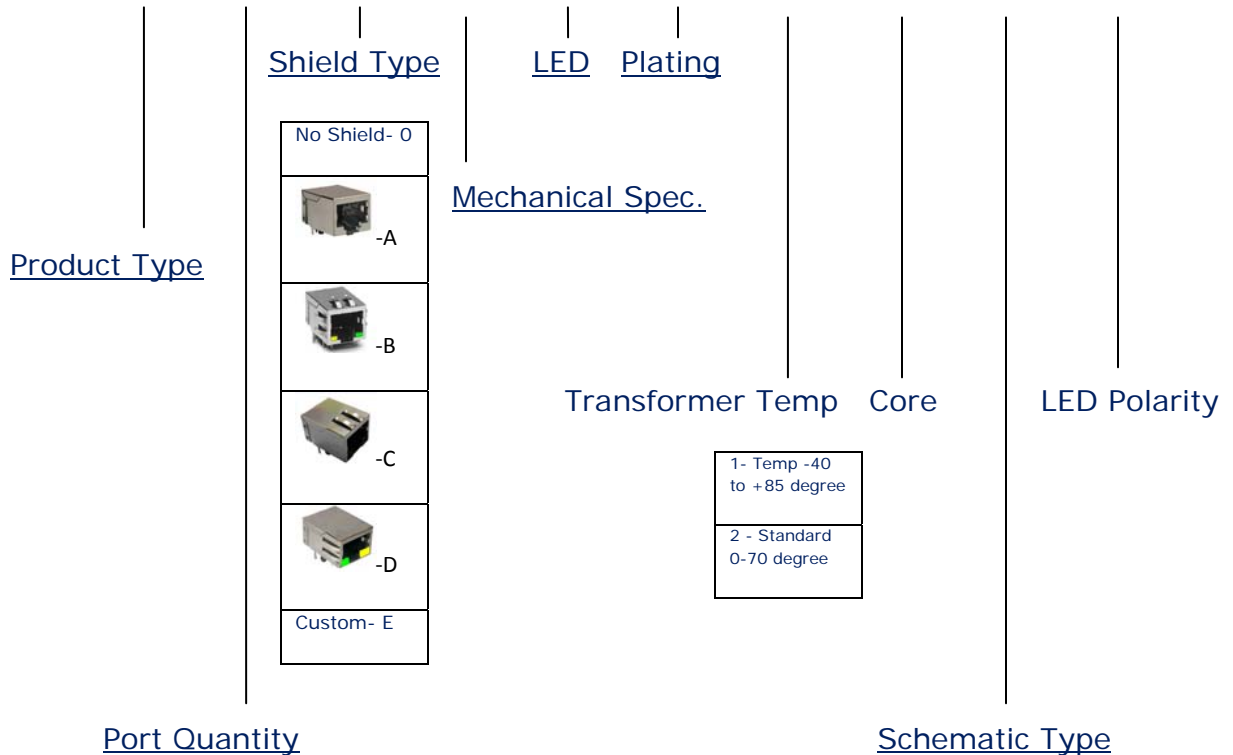 Shield Type
LED
Plating
No Shield- 0
Mechanical Spec.
-A
Product Type
-B
Transformer Temp
Core
LED Polarity
-C
1- Temp -40
to +85 degree
2 - Standard
0-70 degree
-D
Custom- E
Port Quantity
Schematic Type